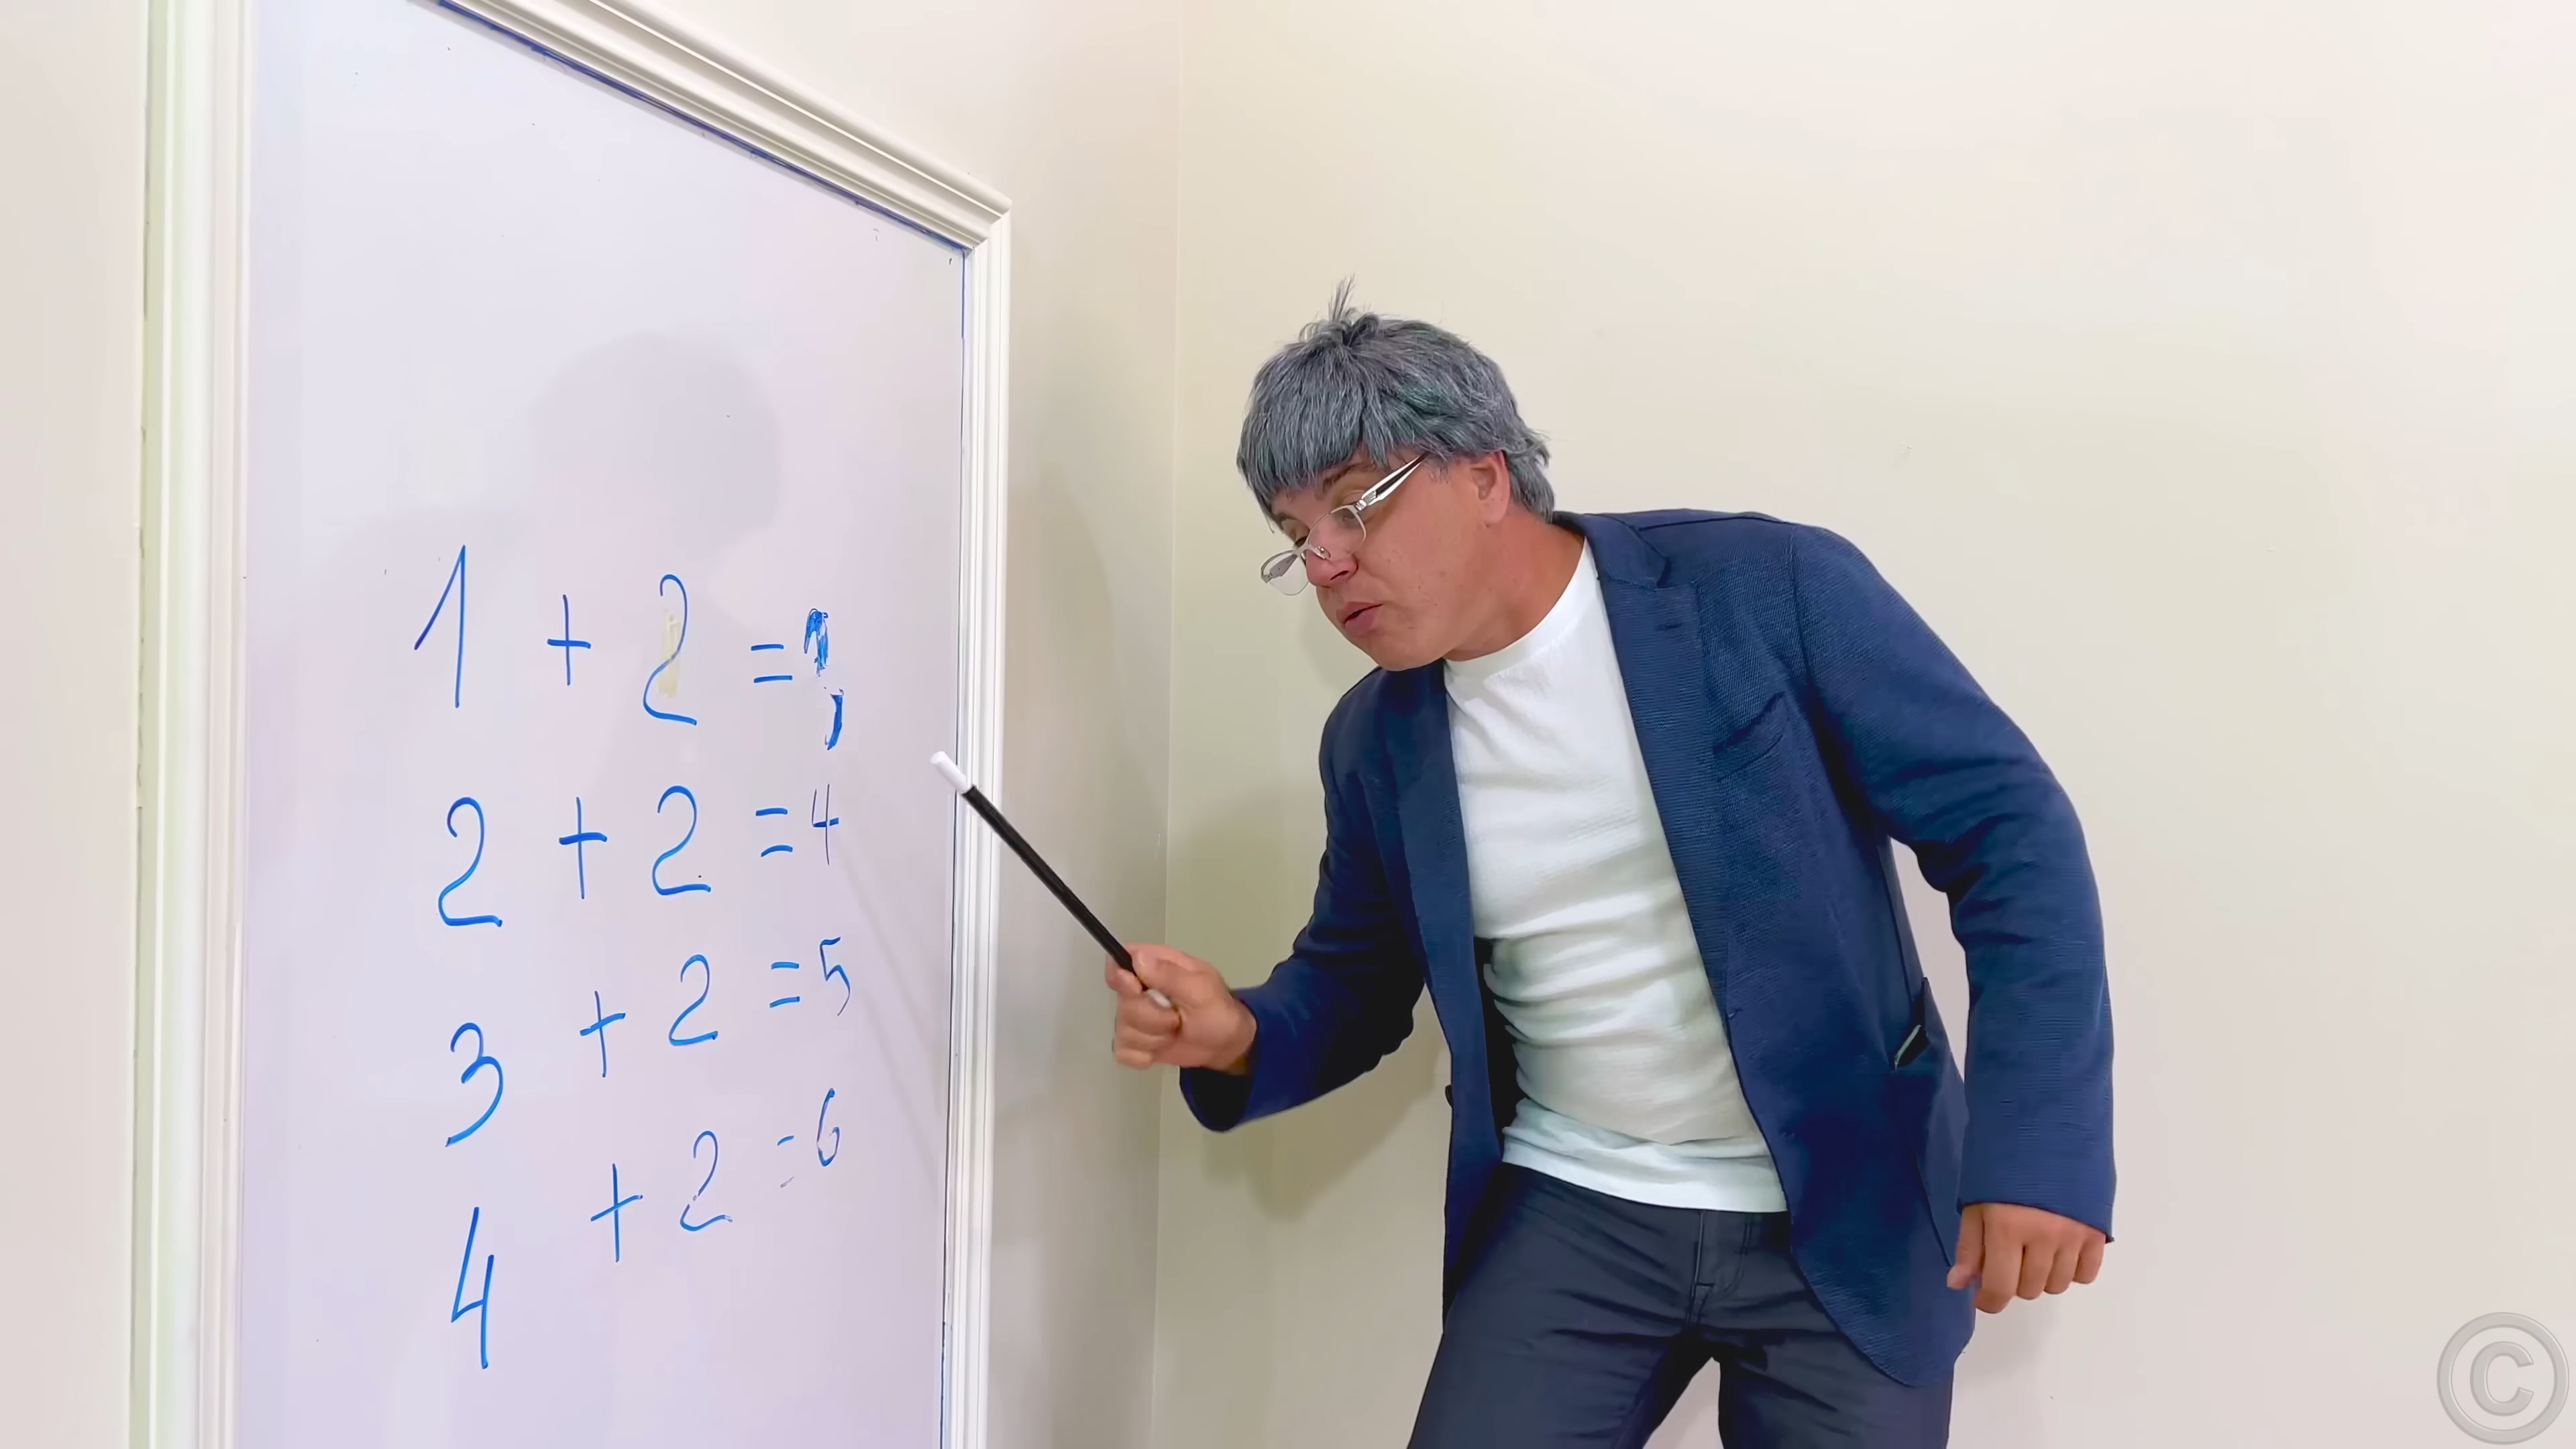 1 + 2 =
2 + 2 = 4
3 + 2 = 5
4 + 2 = 6
©